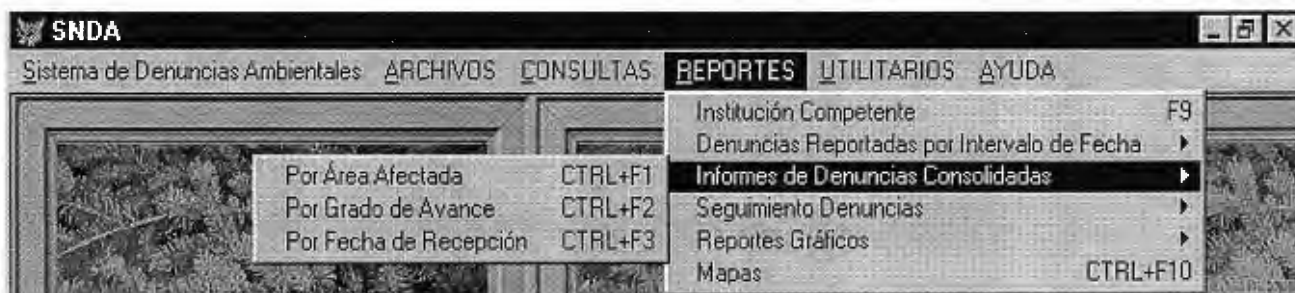 SNDA
Sistema de Denuncias Ambientales ARCHIVOS CONSULTAS REPORTES UTILITARIOS AYUDA
Institución Competente F9
Denuncias Reportadas por Intervalo de Fecha
Informes de Denuncias Consolidadas
Por Área Afectada CTRL+F1
Por Grado de Avance CTRL+F2
Por Fecha de Recepción CTRL+F3
Seguimiento Denuncias
Reportes Gráficos
Mapas CTRL+F10